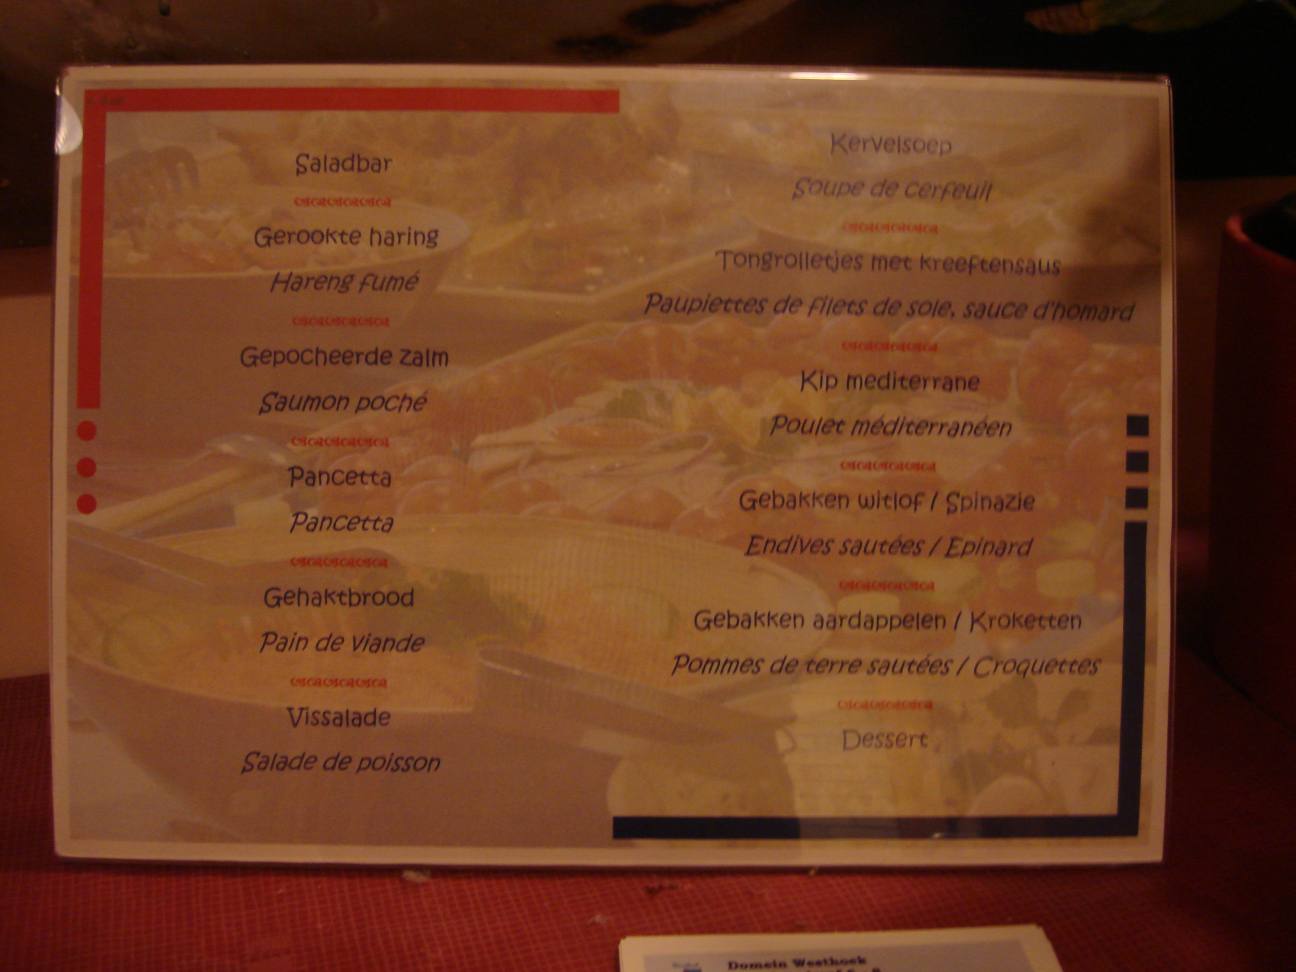 Saladbar
Gerookte haring
Hareng fumé
Gepocheerde zalm
Saumon poché
Pancetta
Pancetta
Gehaktbrood
Pain de viande
Vissalade
Salade de poisson
Kervelsoep
Soupe de cerfeuil
Tongrolletjes met kreeftensaus
Paupiettes de filets de sole, sauce d'homard
Kip mediterrane
Poulet méditerranéen
Gebakken witlof / Spinazie
Endives sautées / Epinard
Gebakken aardappelen / Kroketten
Pommes de terre sautées / Croquettes
Dessert
Domein Westhoek